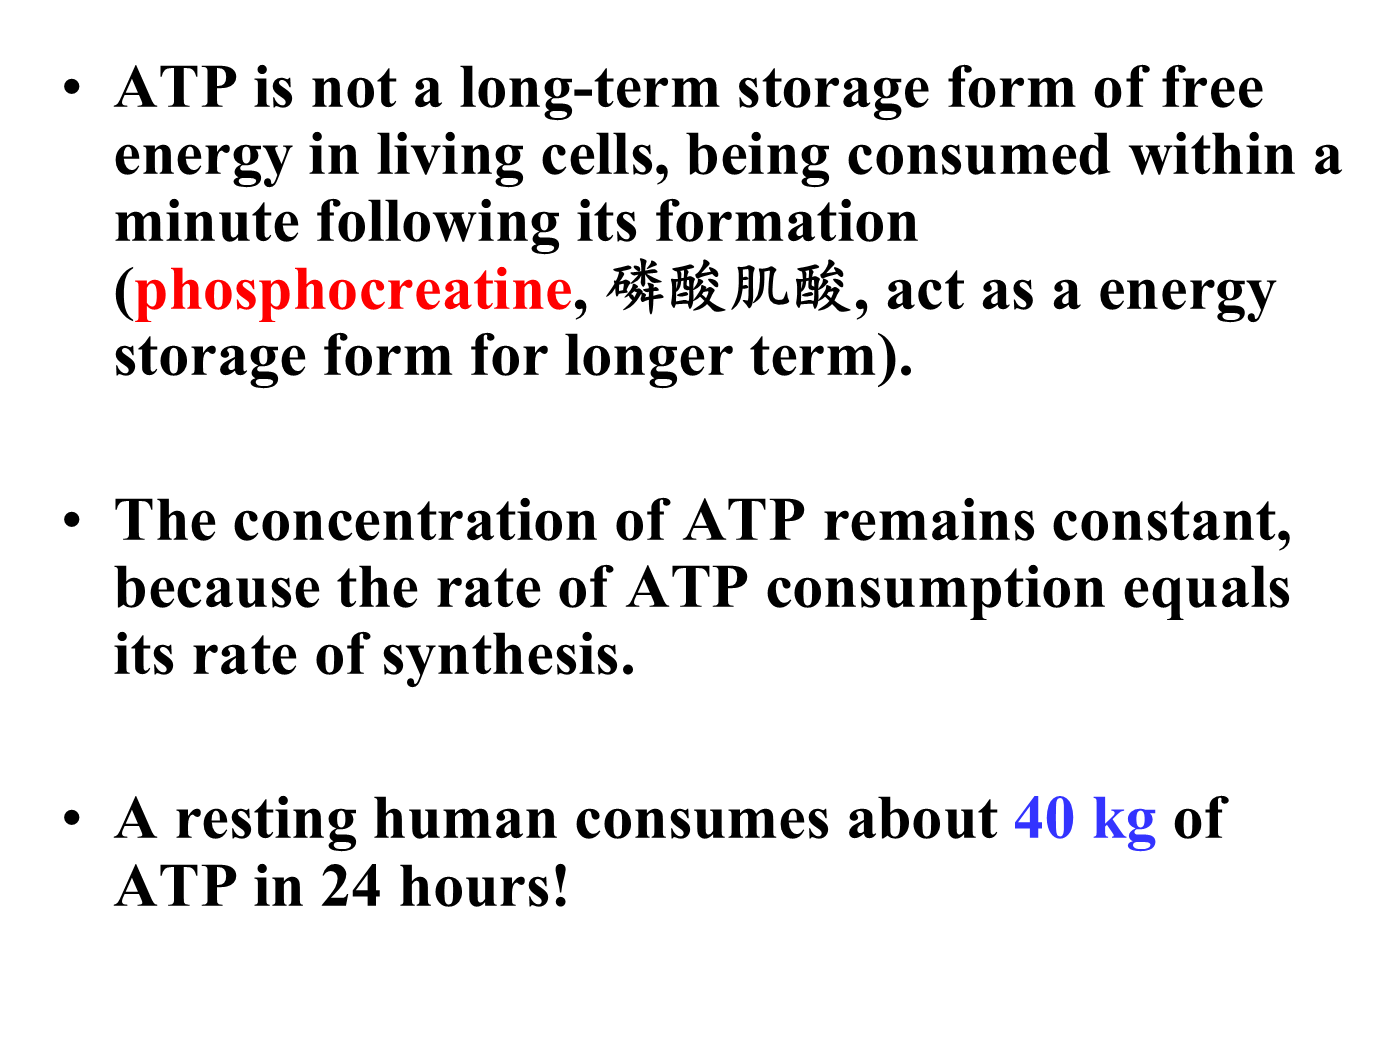 • ATP is not a long-term storage form of free
energy in living cells, being consumed within a
minute following its formation
(phosphocreatine, 磷酸肌酸, act as a energy
storage form for longer term).
• The concentration of ATP remains constant,
because the rate of ATP consumption equals
its rate of synthesis.
• A resting human consumes about 40 kg of
ATP in 24 hours!